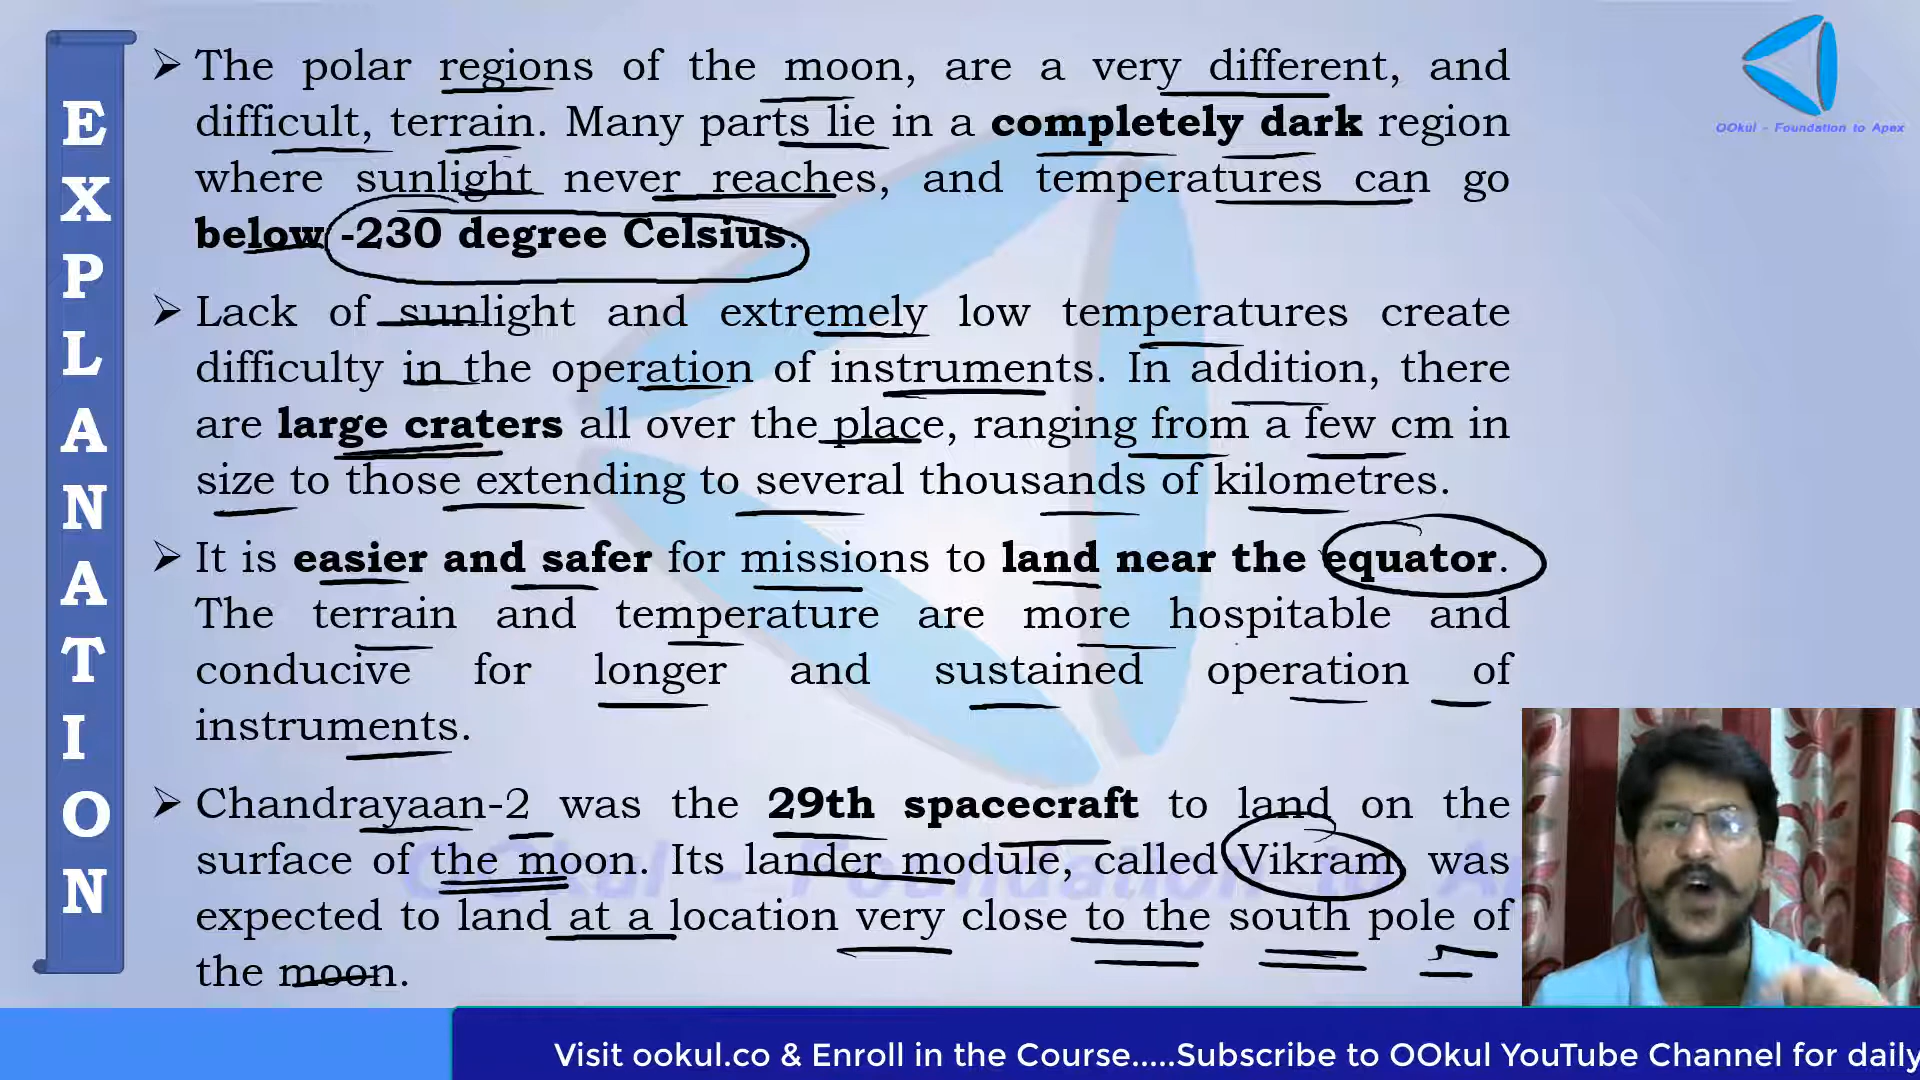 EXPLANATION
The polar regions of the moon, are a very different, and
difficult, terrain. Many parts lie in a completely dark region
where sunlight never reaches, and temperatures can go
below -230 degree Celsius.
Lack of sunlight and extremely low temperatures create
difficulty in the operation of instruments. In addition, there
are large craters all over the place, ranging from a few cm in
size to those extending to several thousands of kilometres.
It is easier and safer for missions to land near the equator.
The terrain and temperature are more hospitable and
conducive for longer and sustained operation of
instruments.
Chandrayaan-2 was the 29th spacecraft to land on the
surface of the moon. Its lander module, called Vikram, was
expected to land at a location very close to the south pole of
the moon.
OOkul - Foundation to Apex
OOkul - Foundation to A
Visit ookul.co & Enroll in the Course.....Subscribe to OOkul YouTube Channel for daily